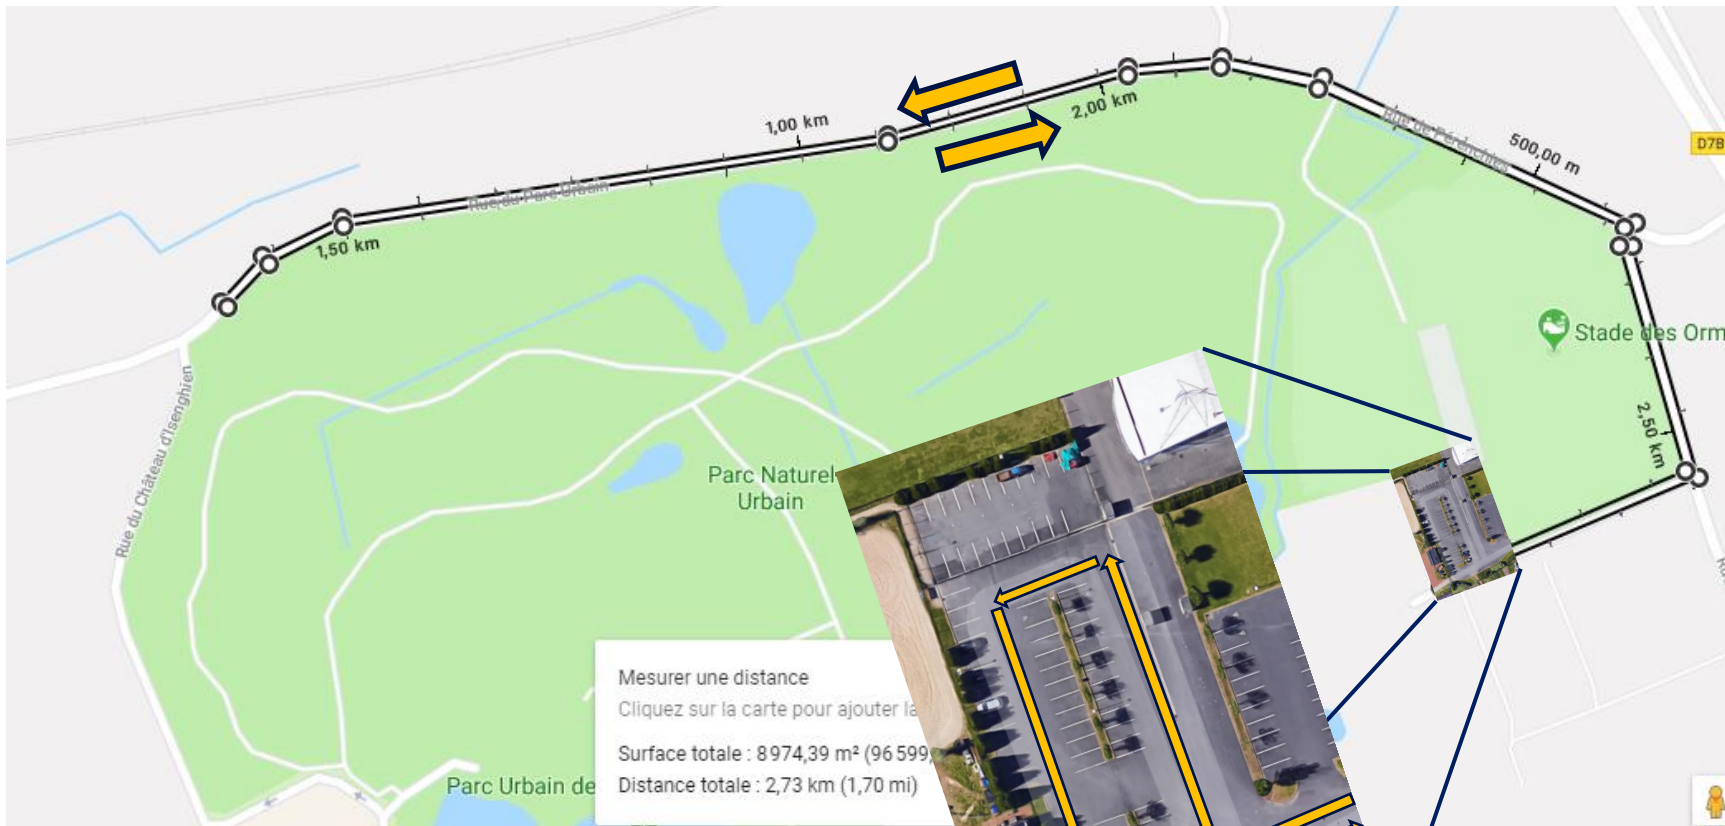 1,00 km
2,00 km
Rue de Pérenchies
500,00 m
D7B
Rue du Parc Urbain
1,50 km
Stade des Orm
Rue du Château d'Isenghien
2,50 km
Parc Naturel
Urbain
Mesurer une distance
Cliquez sur la carte pour ajouter
Surface totale : 8 974,39 m² (96 599,
Distance totale : 2,73 km (1,70 mi)
Parc Urbain de